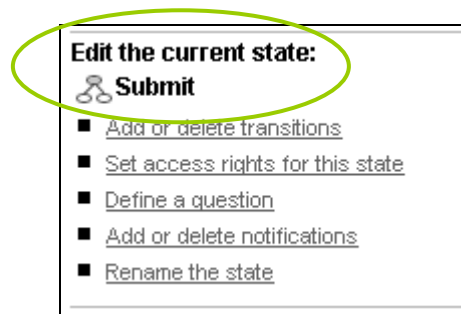 Edit the current state:
Submit
Add or delete transitions
Set access rights for this state
Define a question
Add or delete notifications
Rename the state